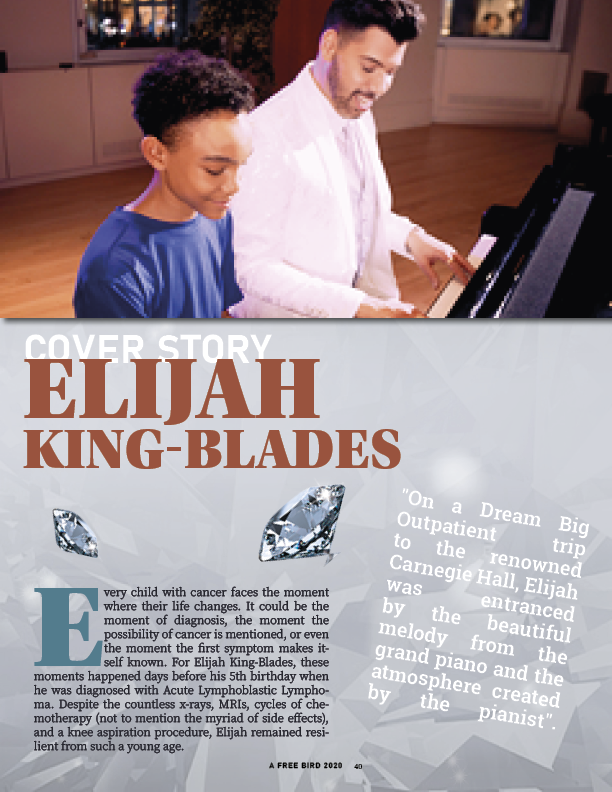 COVER STORY
ELIJAH
KING-BLADES
"On a Dream Big
Outpatient trip
to the renowned
Carnegie Hall, Elijah
was entranced
by the beautiful
melody from the
grand piano and the
atmosphere created
by the pianist".
Every child with cancer faces the moment
where their life changes. It could be the
moment of diagnosis, the moment the
possibility of cancer is mentioned, or even
the moment the first symptom makes it-
self known. For Elijah King-Blades, these
moments happened days before his 5th birthday when
he was diagnosed with Acute Lymphoblastic Lympho-
ma. Despite the countless x-rays, MRIs, cycles of che-
motherapy (not to mention the myriad of side effects),
and a knee aspiration procedure, Elijah remained resi-
lient from such a young age.
A FREE BIRD 2020 40